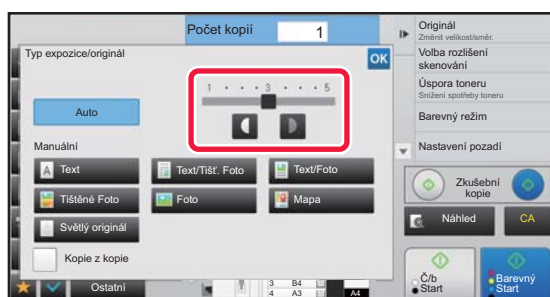 Počet kopií 1
Originál
Změnit velikost/směr.
Volba rozlišení
skenování
Úspora toneru
Snížení spotřeby toneru
Barevný režim
Nastavení pozadí
Typ expozice/originál
OK
1 · · · 3 · · · 5
Auto
Manuální
A Text
Text/Tišť. Foto
Text/Foto
Tištěné Foto
Foto
Mapa
Světlý originál
Kopie z kopie
Ostatní
3 B4
4 A3
A4
Zkušební
kopie
Náhled
CA
Č/b
Start
Barevný
Start